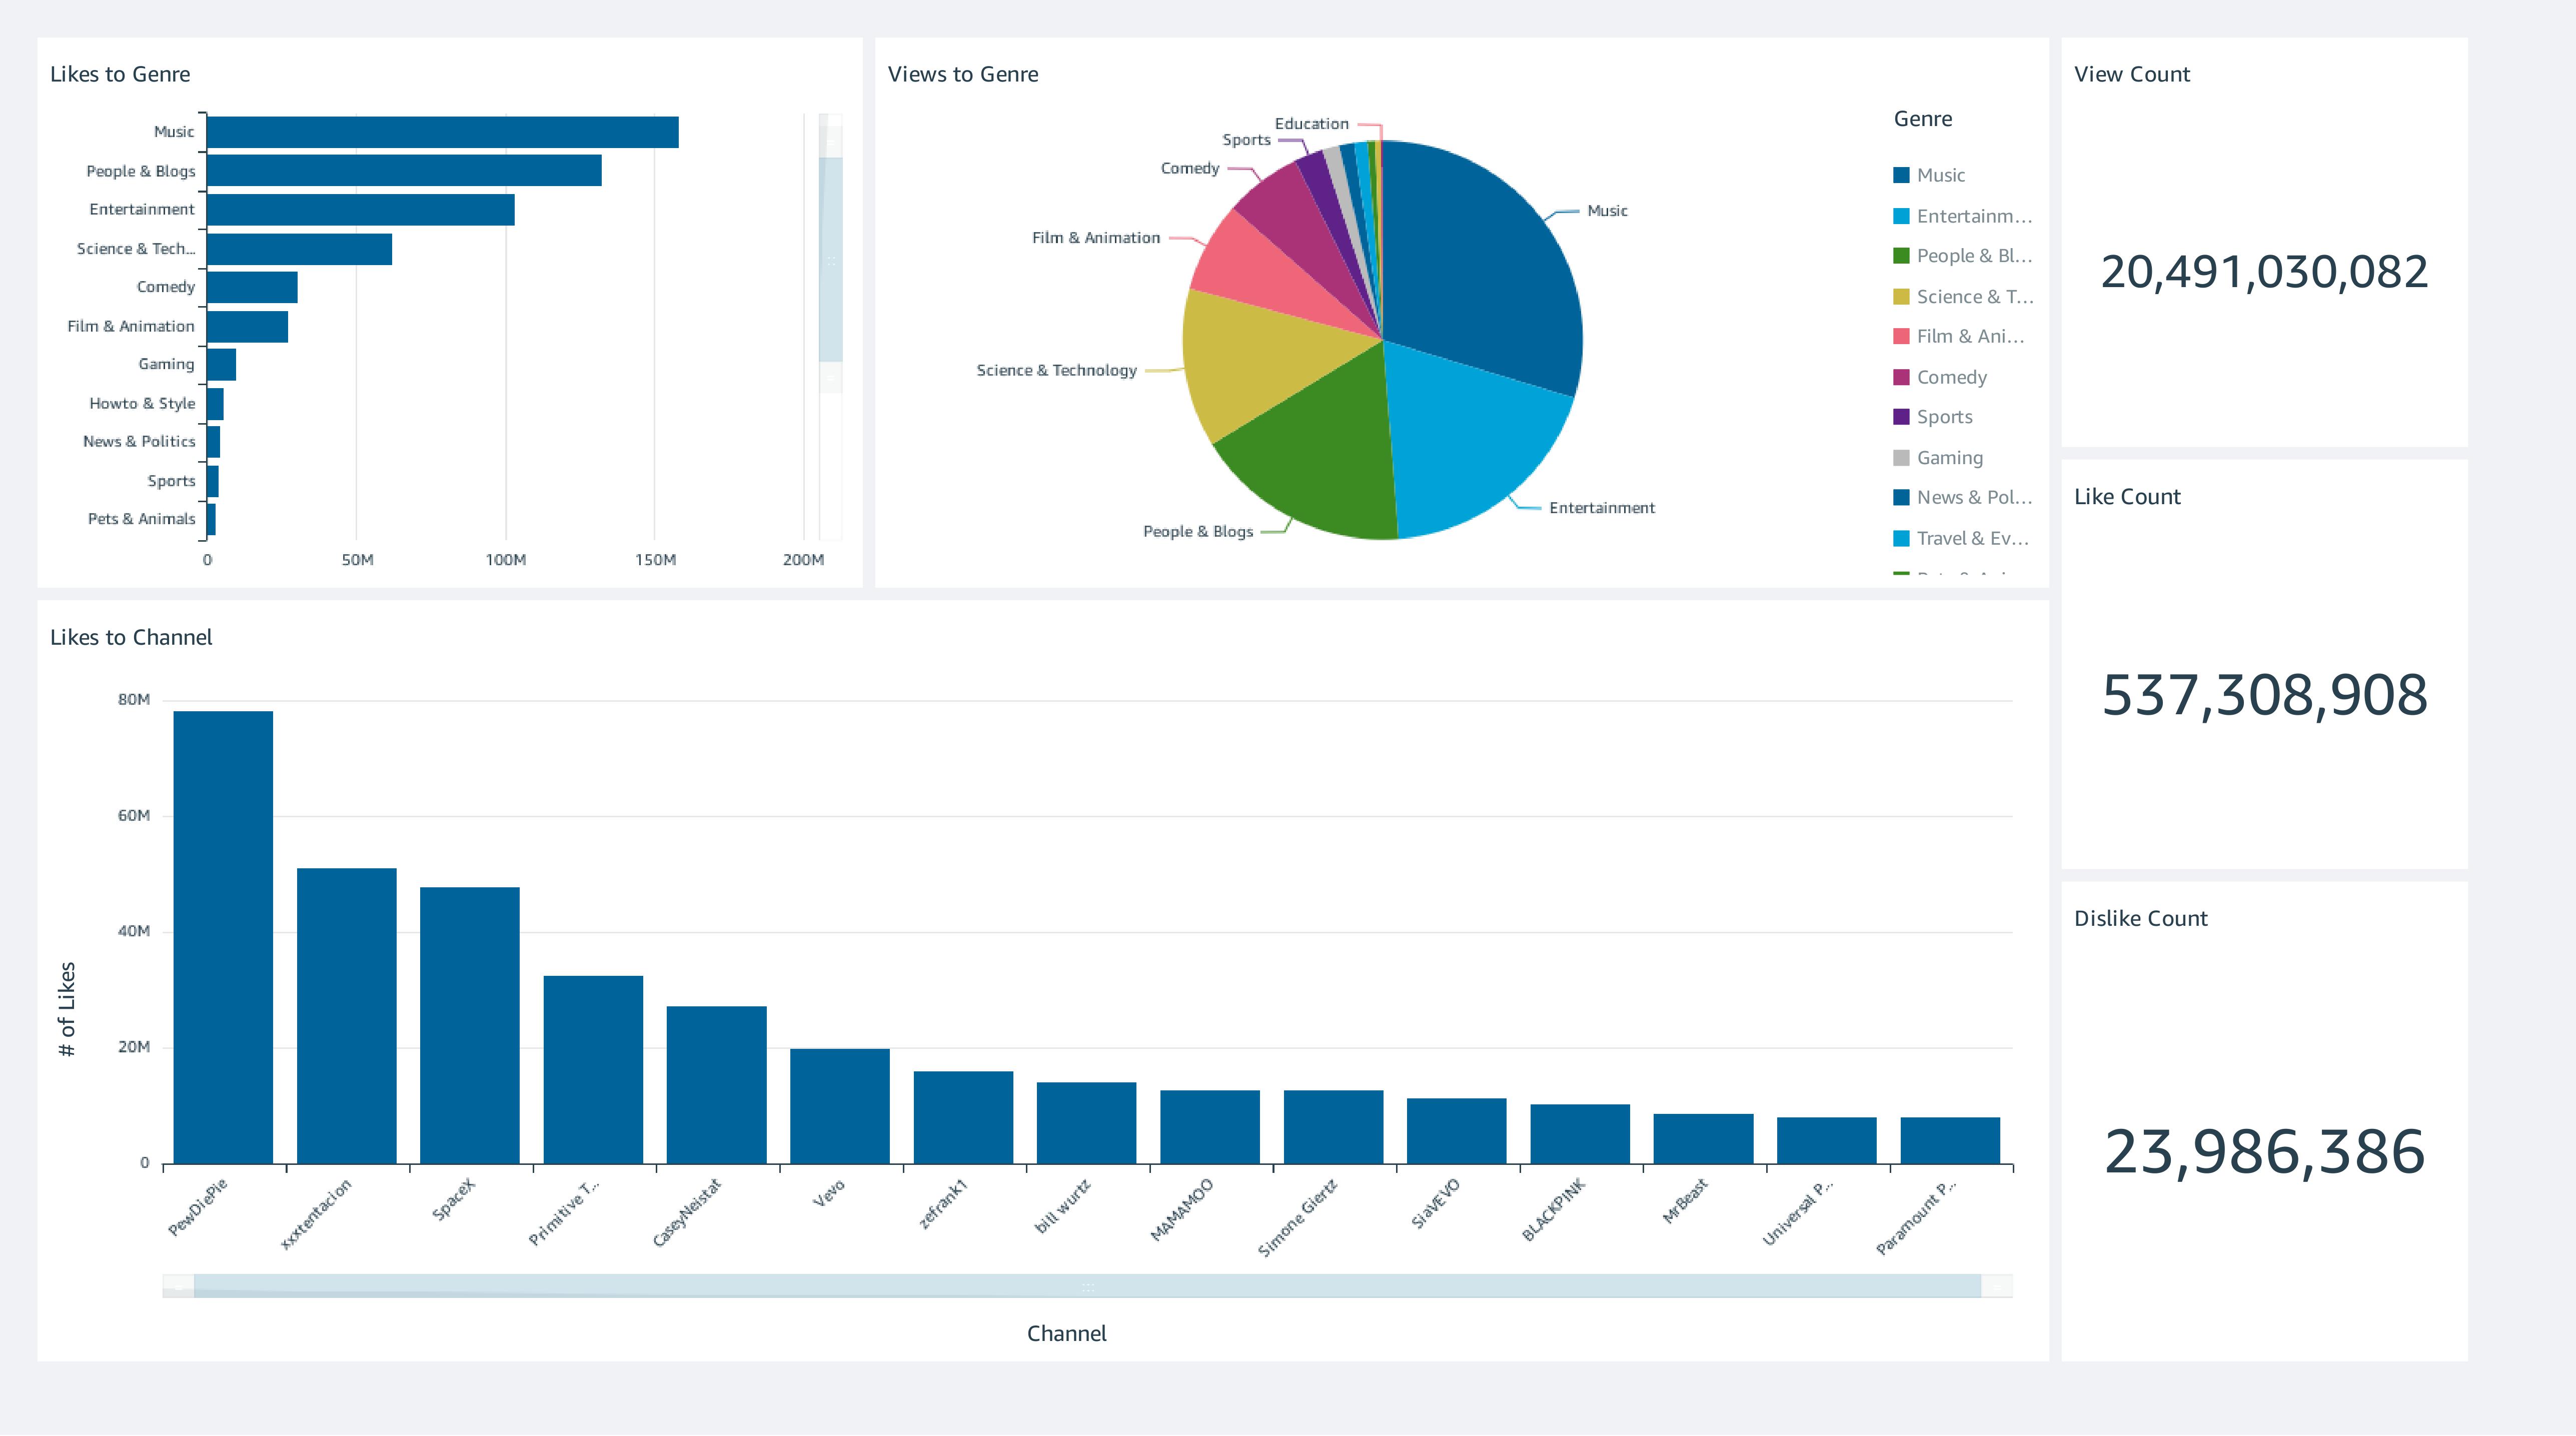 Likes to Genre
Music
People & Blogs
Entertainment
Science & Tech...
Comedy
Film & Animation
Gaming
Howto & Style
News & Politics
Sports
Pets & Animals
0
50M
100M
150M
200M
Views to Genre
Education
Sports
Comedy
Film & Animation
Science & Technology
People & Blogs
Music
Entertainment
Genre
Music
Entertainm...
People & Bl...
Science & T...
Film & Ani...
Comedy
Sports
Gaming
News & Pol...
Travel & Ev...
View Count
20,491,030,082
Like Count
537,308,908
Dislike Count
23,986,386
Likes to Channel
# of Likes
80M
60M
40M
20M
0
PewDiePie
xxxtentacion
SpaceX
Primitive T...
CaseyNeistat
Vevo
zefrank1
bill wurtz
MAMAMOO
Simone Giertz
SiaVEVO
BLACKPINK
MrBeast
Universal P...
Paramount P...
Channel